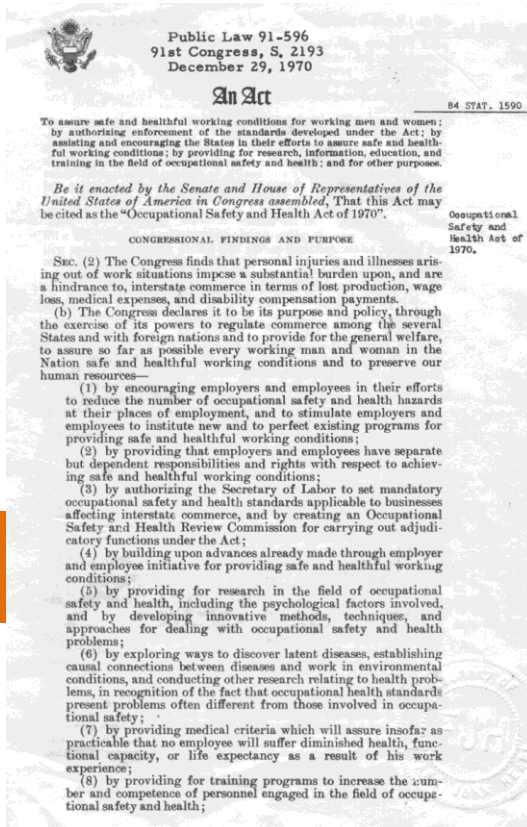 Public Law 91-596
91st Congress, S. 2193
December 29, 1970
An Act
84 STAT. 1590
To assure safe and healthful working conditions for working men and women;
by authorizing enforcement of the standards developed under the Act; by
assisting and encouraging the States in their efforts to assure safe and health-
ful working conditions; by providing for research, information, education, and
training in the field of occupational safety and health; and for other purposes.
Be it enacted by the Senate and House of Representatives of the
United States of America in Congress assembled, That this Act may
be cited as the “Occupational Safety and Health Act of 1970”.
Occupational
Safety and
Health Act of
1970.
CONGRESSIONAL FINDINGS AND PURPOSE
SEC. (2) The Congress finds that personal injuries and illnesses aris-
ing out of work situations impose a substantial burden upon, and are
a hindrance to, interstate commerce in terms of lost production, wage
loss, medical expenses, and disability compensation payments.
(b) The Congress declares it to be its purpose and policy, through
the exercise of its powers to regulate commerce among the several
States and with foreign nations and to provide for the general welfare,
to assure so far as possible every working man and woman in the
Nation safe and healthful working conditions and to preserve our
human resources—
(1) by encouraging employers and employees in their efforts
to reduce the number of occupational safety and health hazards
at their places of employment, and to stimulate employers and
employees to institute new and to perfect existing programs for
providing safe and healthful working conditions;
(2) by providing that employers and employees have separate
but dependent responsibilities and rights with respect to achiev-
ing safe and healthful working conditions;
(3) by authorizing the Secretary of Labor to set mandatory
occupational safety and health standards applicable to businesses
affecting interstate commerce, and by creating an Occupational
Safety and Health Review Commission for carrying out adjudi-
catory functions under the Act;
(4) by building upon advances already made through employer
and employee initiative for providing safe and healthful working
conditions;
(5) by providing for research in the field of occupational
safety and health, including the psychological factors involved,
and by developing innovative methods, techniques, and
approaches for dealing with occupational safety and health
problems;
(6) by exploring ways to discover latent diseases, establishing
causal connections between diseases and work in environmental
conditions, and conducting other research relating to health prob-
lems, in recognition of the fact that occupational health standards
present problems often different from those involved in occupa-
tional safety;
(7) by providing medical criteria which will assure insofar as
practicable that no employee will suffer diminished health, func-
tional capacity, or life expectancy as a result of his work
experience;
(8) by providing for training programs to increase the num-
ber and competence of personnel engaged in the field of occupa-
tional safety and health;